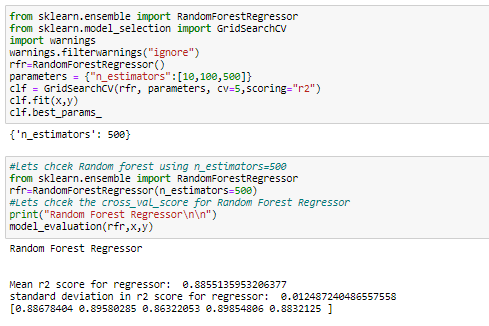 from sklearn.ensemble import RandomForestRegressor
from sklearn.model_selection import GridSearchCV
import warnings
warnings.filterwarnings("ignore")
rfr=RandomForestRegressor()
parameters = {"n_estimators":[10,100,500]}
clf = GridSearchCV(rfr, parameters, cv=5,scoring="r2")
clf.fit(x,y)
clf.best_params_
{'n_estimators': 500}
#Lets chcek Random forest using n_estimators=500
from sklearn.ensemble import RandomForestRegressor
rfr=RandomForestRegressor(n_estimators=500)
#Lets chcek the cross_val_score for Random Forest Regressor
print("Random Forest Regressor\n\n")
model_evaluation(rfr,x,y)
Random Forest Regressor
Mean r2 score for regressor:  0.8855135953206377
standard deviation in r2 score for regressor:  0.012487240486557558
[0.88678404 0.89580285 0.86322053 0.89854806 0.8832125 ]